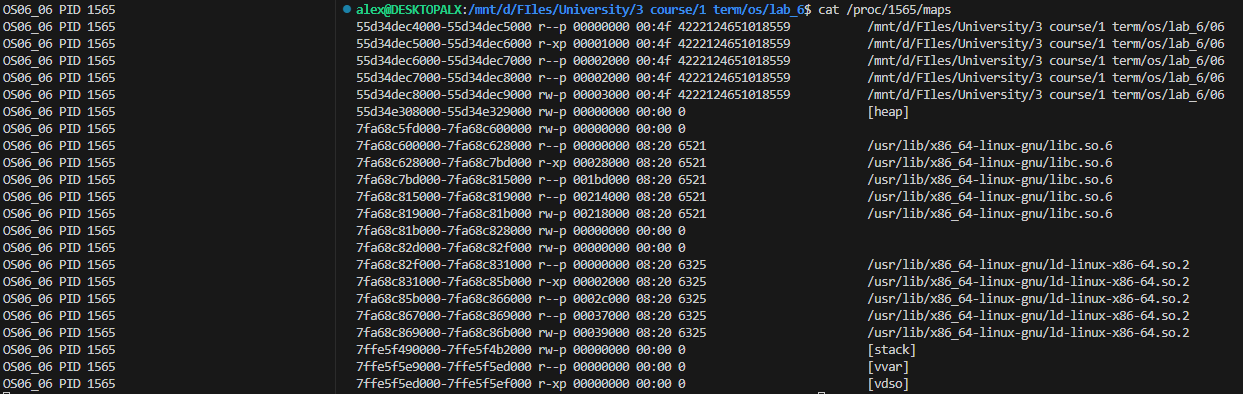 OS06_06 PID 1565 alex@DESKTOPALX:/mnt/d/FIles/University/3 course/1 term/os/lab_6$ cat /proc/1565/maps
OS06_06 PID 1565 55d34dec4000-55d34dec5000 r--p 00000000 00:4f 4222124651018559 /mnt/d/FIles/University/3 course/1 term/os/lab_6/06
OS06_06 PID 1565 55d34dec5000-55d34dec6000 r-xp 00001000 00:4f 4222124651018559 /mnt/d/FIles/University/3 course/1 term/os/lab_6/06
OS06_06 PID 1565 55d34dec6000-55d34dec7000 r--p 00002000 00:4f 4222124651018559 /mnt/d/FIles/University/3 course/1 term/os/lab_6/06
OS06_06 PID 1565 55d34dec7000-55d34dec8000 r--p 00002000 00:4f 4222124651018559 /mnt/d/FIles/University/3 course/1 term/os/lab_6/06
OS06_06 PID 1565 55d34dec8000-55d34dec9000 rw-p 00003000 00:4f 4222124651018559 /mnt/d/FIles/University/3 course/1 term/os/lab_6/06
OS06_06 PID 1565 55d34e308000-55d34e329000 rw-p 00000000 00:00 0 [heap]
OS06_06 PID 1565 7fa68c5fd000-7fa68c600000 rw-p 00000000 00:00 0
OS06_06 PID 1565 7fa68c600000-7fa68c628000 r--p 00000000 08:20 6521 /usr/lib/x86_64-linux-gnu/libc.so.6
OS06_06 PID 1565 7fa68c628000-7fa68c7bd000 r-xp 00028000 08:20 6521 /usr/lib/x86_64-linux-gnu/libc.so.6
OS06_06 PID 1565 7fa68c7bd000-7fa68c815000 r--p 001bd000 08:20 6521 /usr/lib/x86_64-linux-gnu/libc.so.6
OS06_06 PID 1565 7fa68c815000-7fa68c819000 r--p 00214000 08:20 6521 /usr/lib/x86_64-linux-gnu/libc.so.6
OS06_06 PID 1565 7fa68c819000-7fa68c81b000 rw-p 00218000 08:20 6521 /usr/lib/x86_64-linux-gnu/libc.so.6
OS06_06 PID 1565 7fa68c81b000-7fa68c828000 rw-p 00000000 00:00 0
OS06_06 PID 1565 7fa68c82d000-7fa68c82f000 rw-p 00000000 00:00 0
OS06_06 PID 1565 7fa68c82f000-7fa68c831000 r--p 00000000 08:20 6325 /usr/lib/x86_64-linux-gnu/ld-linux-x86-64.so.2
OS06_06 PID 1565 7fa68c831000-7fa68c85b000 r-xp 00002000 08:20 6325 /usr/lib/x86_64-linux-gnu/ld-linux-x86-64.so.2
OS06_06 PID 1565 7fa68c85b000-7fa68c866000 r--p 0002c000 08:20 6325 /usr/lib/x86_64-linux-gnu/ld-linux-x86-64.so.2
OS06_06 PID 1565 7fa68c867000-7fa68c869000 r--p 00037000 08:20 6325 /usr/lib/x86_64-linux-gnu/ld-linux-x86-64.so.2
OS06_06 PID 1565 7fa68c869000-7fa68c86b000 rw-p 00039000 08:20 6325 /usr/lib/x86_64-linux-gnu/ld-linux-x86-64.so.2
OS06_06 PID 1565 7ffe5f490000-7ffe5f4b2000 rw-p 00000000 00:00 0 [stack]
OS06_06 PID 1565 7ffe5f5e9000-7ffe5f5ed000 r--p 00000000 00:00 0 [vvar]
OS06_06 PID 1565 7ffe5f5ed000-7ffe5f5ef000 r-xp 00000000 00:00 0 [vdso]